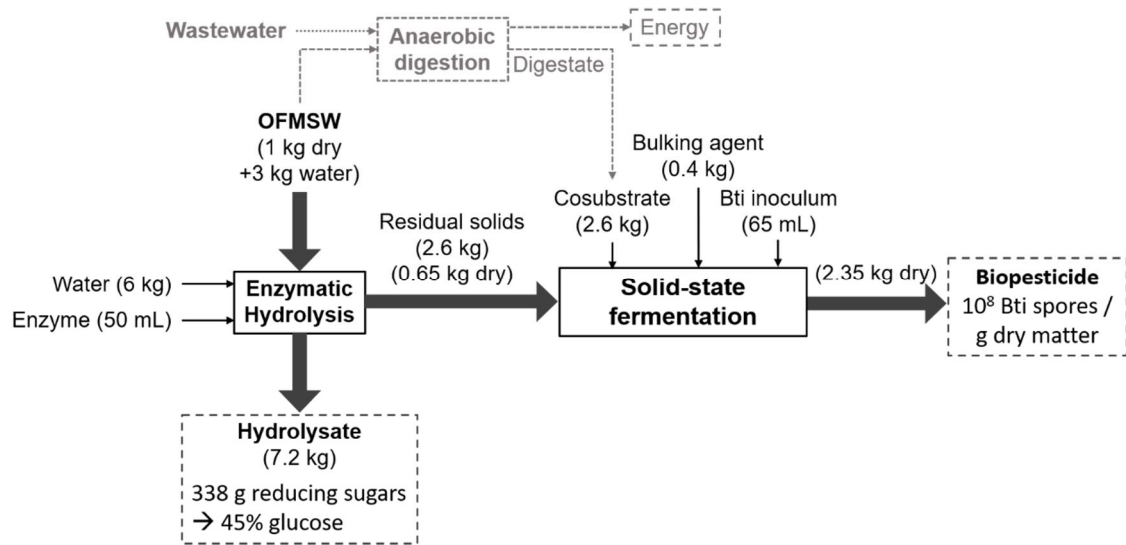 Wastewater
Anaerobic
digestion
Energy
Digestate
OFMSW
(1 kg dry
+3 kg water)
Bulking agent
(0.4 kg)
Cosubstrate
(2.6 kg)
Bti inoculum
(65 mL)
Residual solids
(2.6 kg)
(0.65 kg dry)
Water (6 kg)
Enzyme (50 mL)
Enzymatic
Hydrolysis
Solid-state
fermentation
(2.35 kg dry)
Biopesticide
10⁸ Bti spores /
g dry matter
Hydrolysate
(7.2 kg)
338 g reducing sugars
→ 45% glucose